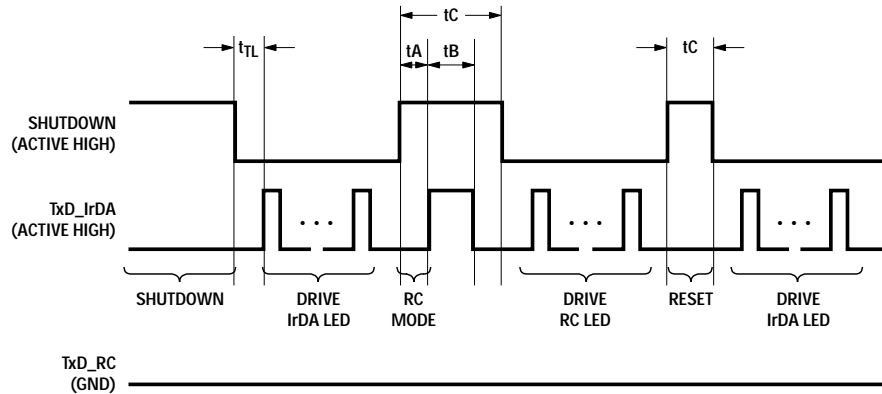 tC
tTL
tA
tB
tC
SHUTDOWN
(ACTIVE HIGH)
TxD_IrDA
(ACTIVE HIGH)
SHUTDOWN
DRIVE
IrDA LED
RC
MODE
DRIVE
RC LED
RESET
DRIVE
IrDA LED
TxD_RC
(GND)